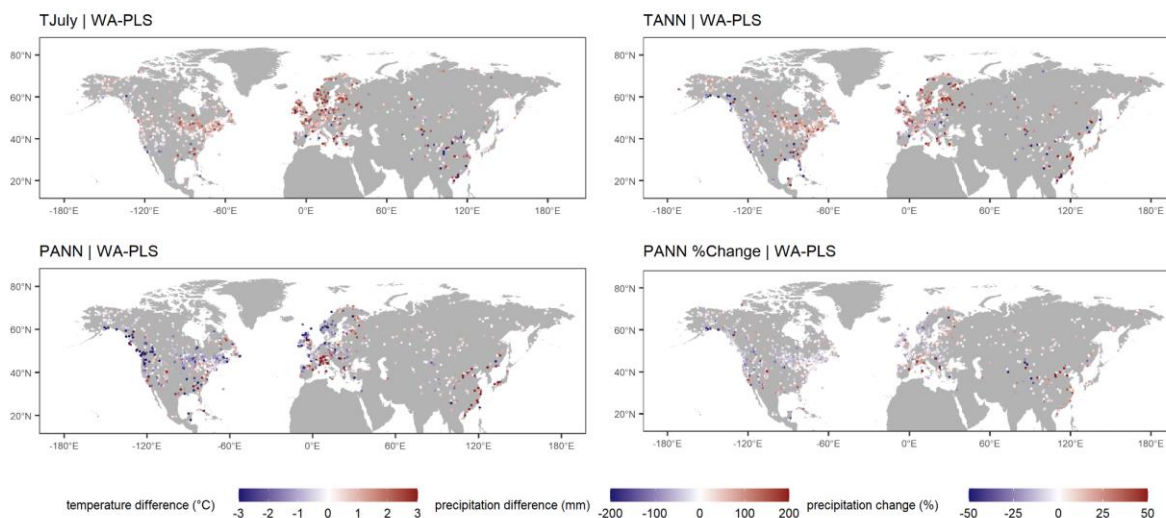 TJuly | WA-PLS
TANN | WA-PLS
80°N
60°N
40°N
20°N
-180°E -120°E -60°E 0°E 60°E 120°E 180°E
80°N
60°N
40°N
20°N
-180°E -120°E -60°E 0°E 60°E 120°E 180°E
PANN | WA-PLS
PANN %Change | WA-PLS
80°N
60°N
40°N
20°N
-180°E -120°E -60°E 0°E 60°E 120°E 180°E
80°N
60°N
40°N
20°N
-180°E -120°E -60°E 0°E 60°E 120°E 180°E
temperature difference (°C)
-3 -2 -1 0 1 2 3
precipitation difference (mm)
-200 -100 0 100 200
precipitation change (%)
-50 -25 0 25 50